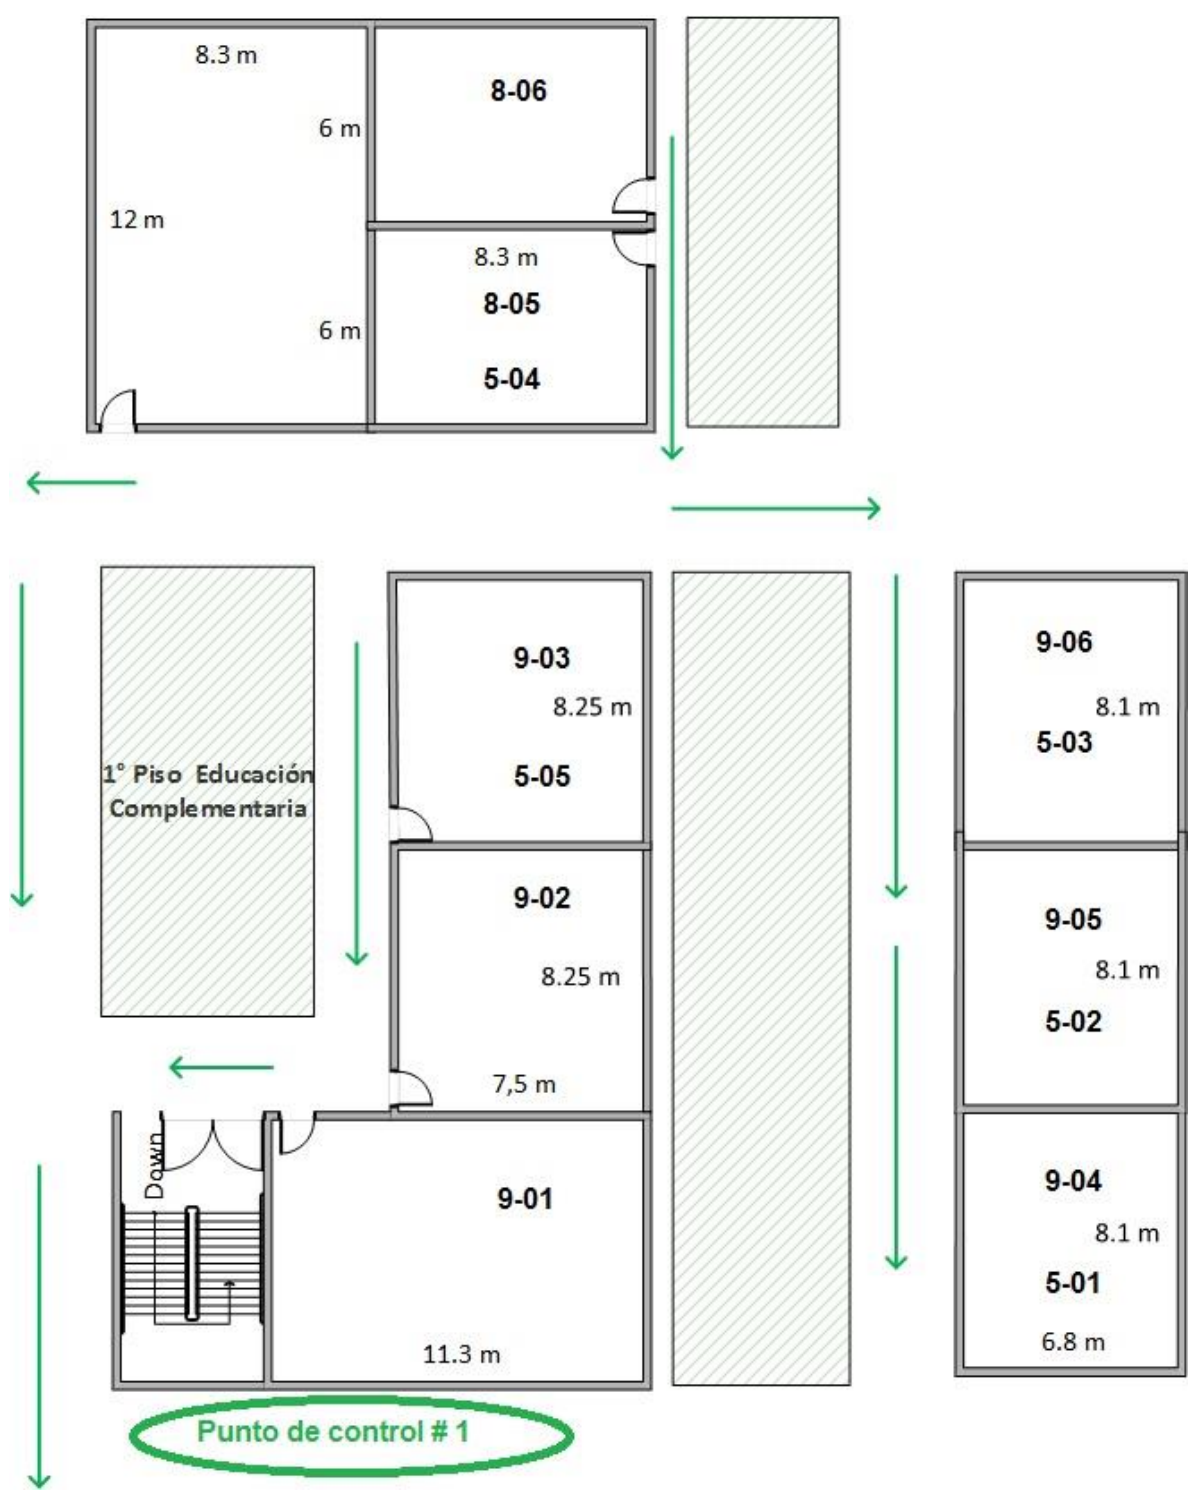 8.3 m
8-06
6 m
12 m
8.3 m
8-05
6 m
5-04
9-03
8.25 m
5-05
9-06
8.1 m
5-03
1° Piso Educación
Complementaria
9-02
8.25 m
7,5 m
9-05
8.1 m
5-02
Down
9-01
11.3 m
9-04
8.1 m
5-01
6.8 m
Punto de control # 1